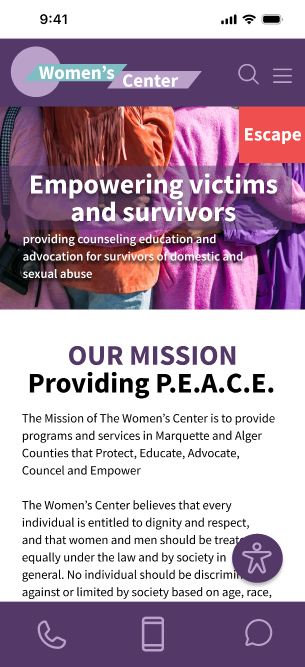 9:41
Women's
Center
Escape
Empowering victims
and survivors
providing counseling education and
advocation for survivors of domestic and
sexual abuse
OUR MISSION
Providing P.E.A.C.E.
The Mission of The Women's Center is to provide
programs and services in Marquette and Alger
Counties that Protect, Educate, Advocate,
Councel and Empower
The Women's Center believes that every
individual is entitled to dignity and respect,
and that women and men should be
equally under the law and by society in
general. No individual should be
against or limited by society based on age, race,